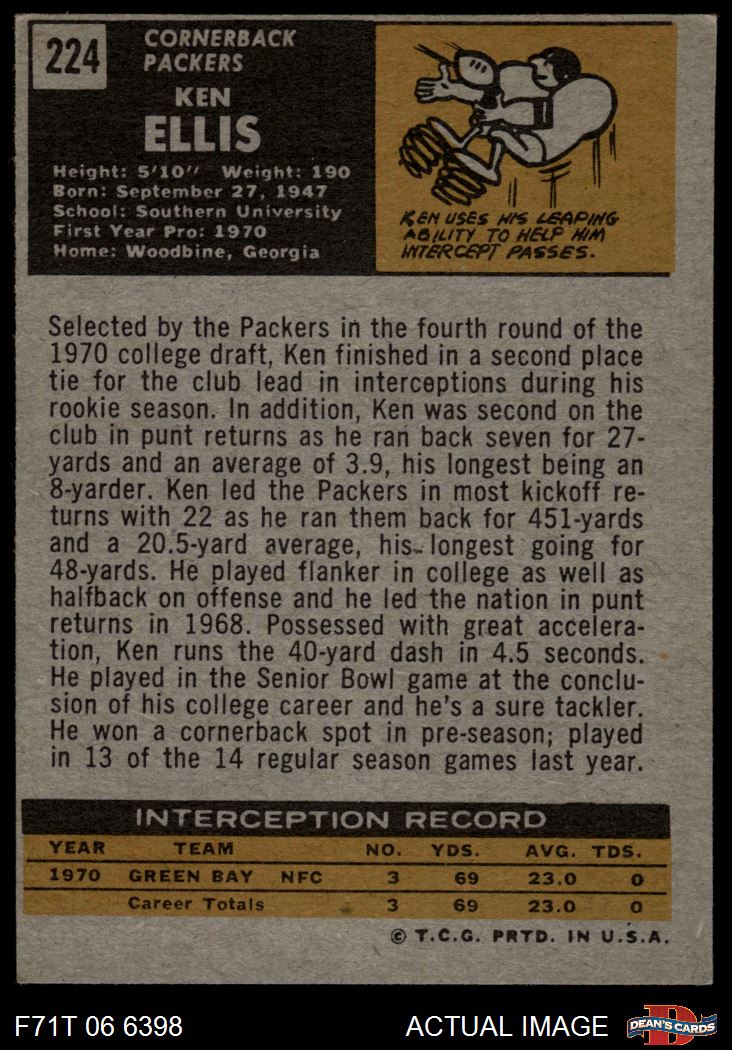 224
CORNERBACK
PACKERS
KEN
ELLIS
Height: 5'10" Weight: 190
Born: September 27, 1947
School: Southern University
First Year Pro: 1970
Home: Woodbine, Georgia
KEN USES HIS LEAPING
ABILITY TO HELP HIM
INTERCEPT PASSES.
Selected by the Packers in the fourth round of the
1970 college draft, Ken finished in a second place
tie for the club lead in interceptions during his
rookie season. In addition, Ken was second on the
club in punt returns as he ran back seven for 27-
yards and an average of 3.9, his longest being an
8-yarder. Ken led the Packers in most kickoff re-
turns with 22 as he ran them back for 451-yards
and a 20.5-yard average, his longest going for
48-yards. He played flanker in college as well as
halfback on offense and he led the nation in punt
returns in 1968. Possessed with great accelera-
tion, Ken runs the 40-yard dash in 4.5 seconds.
He played in the Senior Bowl game at the conclu-
sion of his college career and he's a sure tackler.
He won a cornerback spot in pre-season; played
in 13 of the 14 regular season games last year.
INTERCEPTION RECORD
YEAR TEAM NO. YDS. AVG. TDS.
1970 GREEN BAY NFC 3 69 23.0 0
Career Totals 3 69 23.0 0
© T.C.G. PRTD. IN U.S.A.
F71T 06 6398 ACTUAL IMAGE
D
DEAN'S CARDS